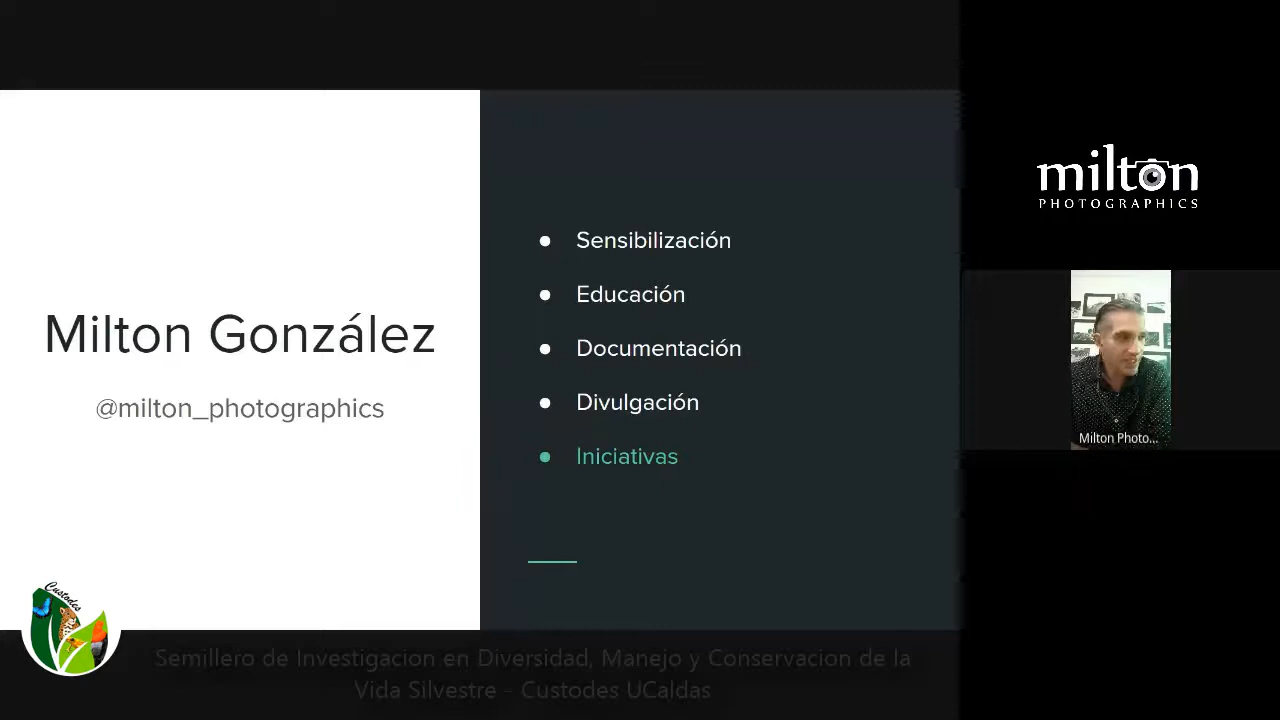 Milton González
@milton_photographics
● Sensibilización
● Educación
● Documentación
● Divulgación
● Iniciativas
milton
PHOTOGRAPHICS
Milton Photo...
Custodes
Semillero de Investigacion en Diversidad, Manejo y Conservacion de la
Vida Silvestre - Custodes UCaldas